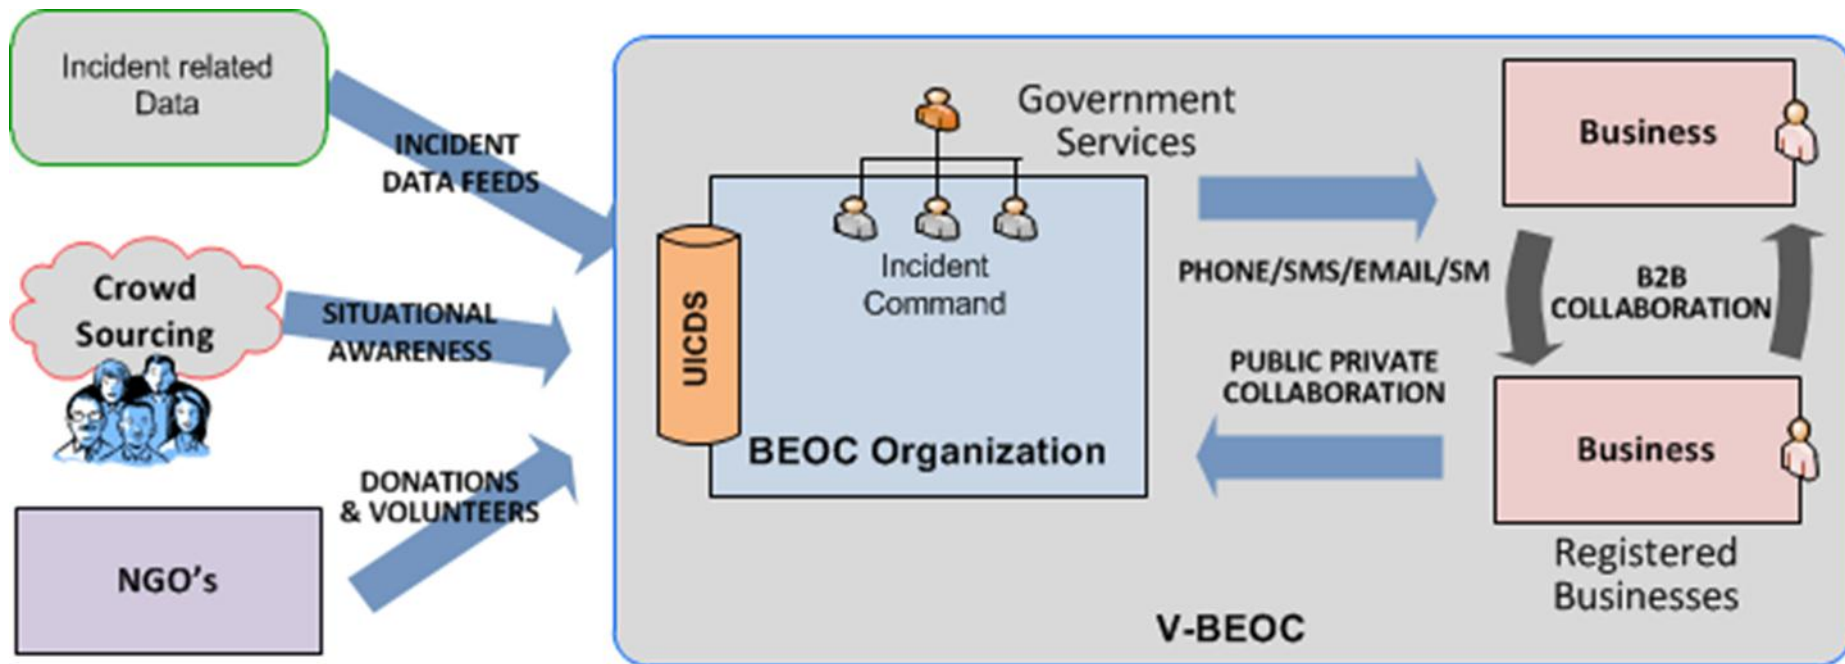 Incident related
Data
INCIDENT
DATA FEEDS
Crowd
Sourcing
SITUATIONAL
AWARENESS
DONATIONS
& VOLUNTEERS
NGO's
Government
Services
Incident
Command
UICDS
BEOC Organization
PHONE/SMS/EMAIL/SM
PUBLIC PRIVATE
COLLABORATION
Business
B2B
COLLABORATION
Business
Registered
Businesses
V-BEOC